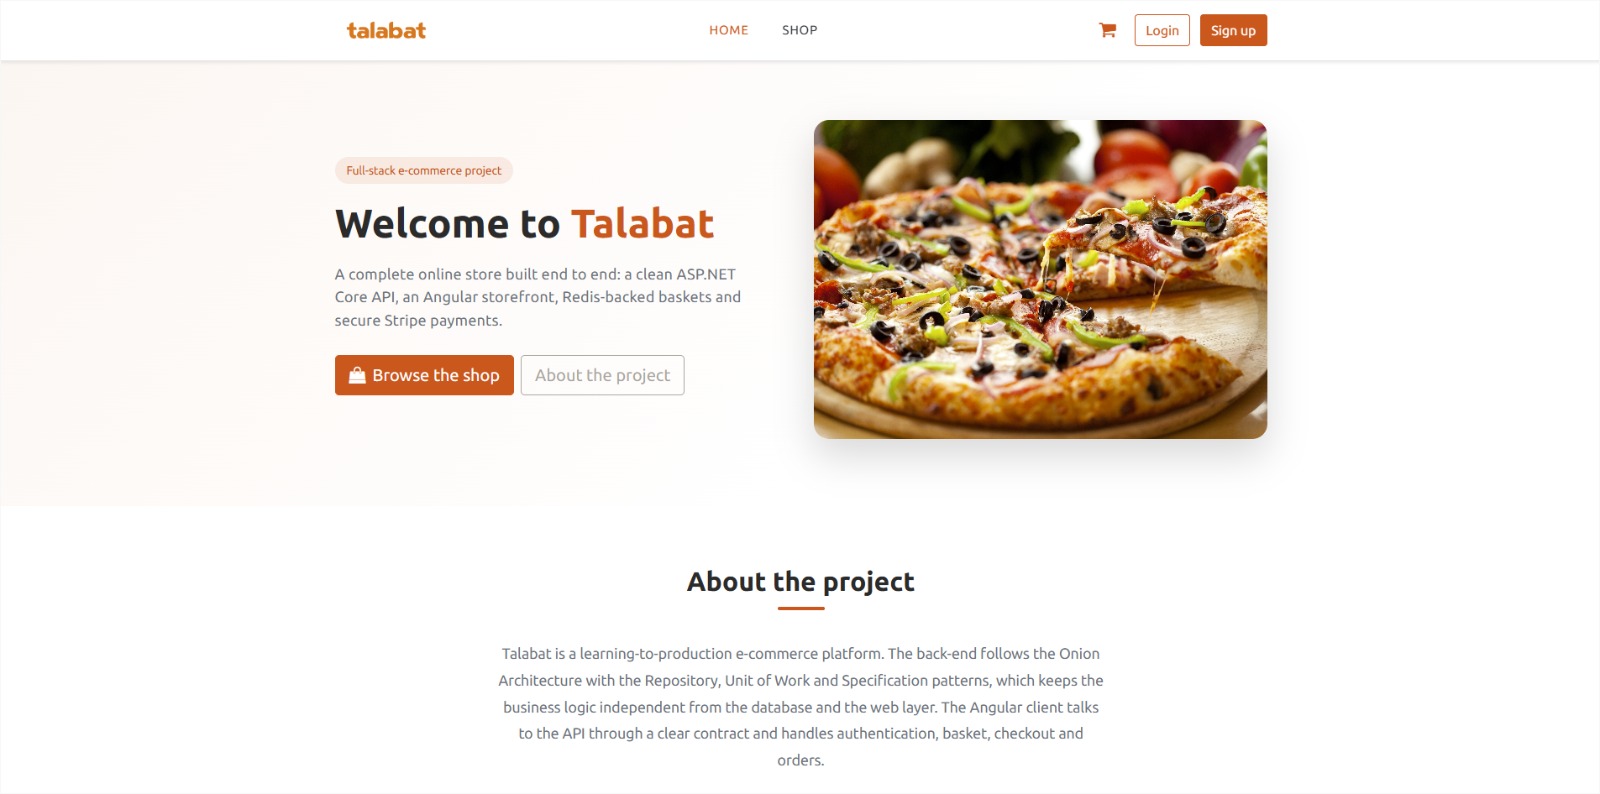 talabat
HOME
SHOP
Login
Sign up
Full-stack e-commerce project
Welcome to Talabat
A complete online store built end to end: a clean ASP.NET
Core API, an Angular storefront, Redis-backed baskets and
secure Stripe payments.
Browse the shop
About the project
About the project
Talabat is a learning-to-production e-commerce platform. The back-end follows the Onion
Architecture with the Repository, Unit of Work and Specification patterns, which keeps the
business logic independent from the database and the web layer. The Angular client talks
to the API through a clear contract and handles authentication, basket, checkout and
orders.